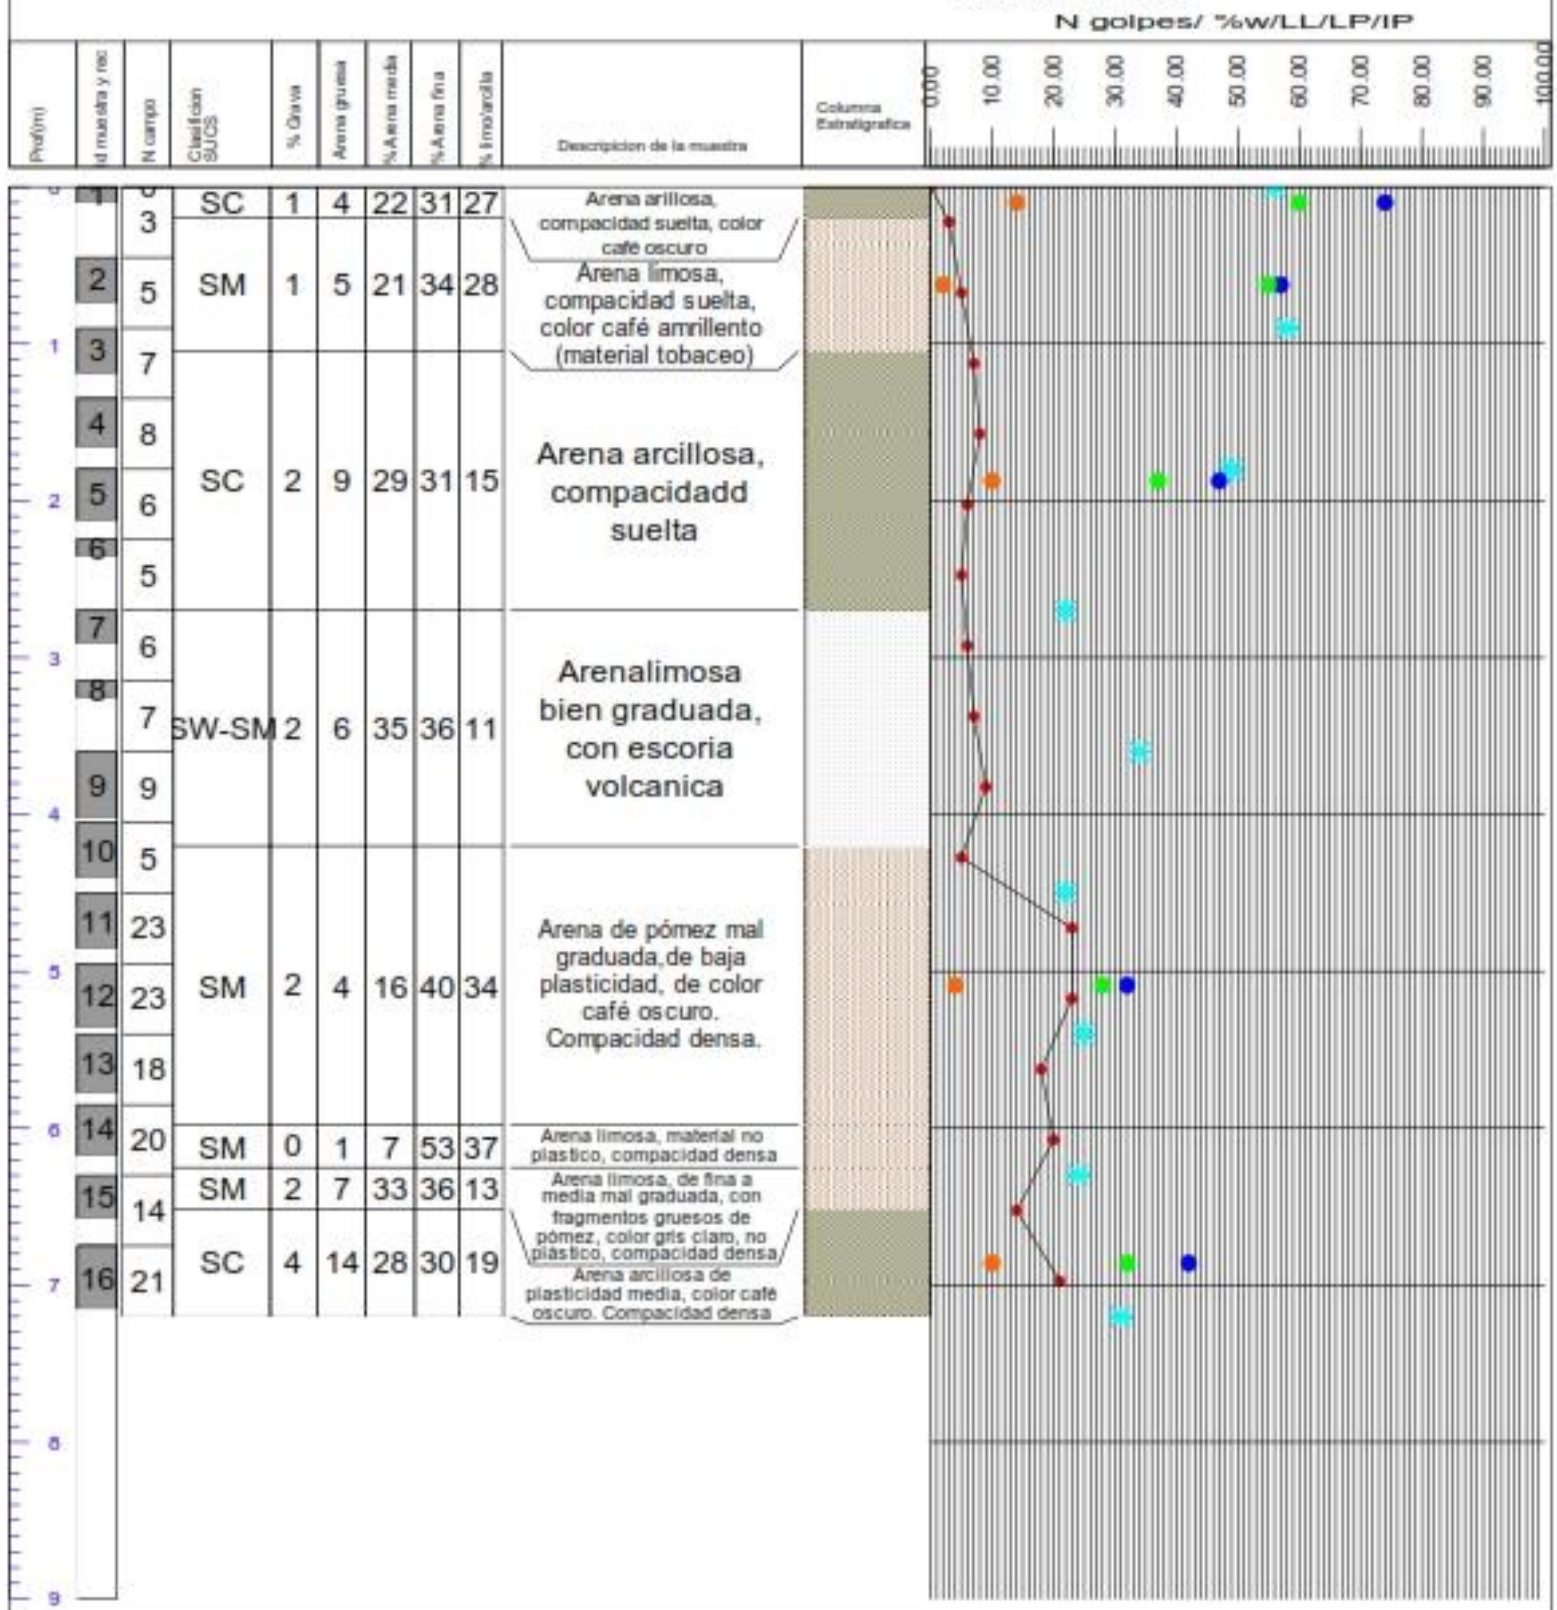 N golpes/ %w/LL/LP/IP
Prof(m)
id muestra y rec
N campo
Clasificion SUCS
% Grava
Arena gruesa
%Arena media
%Arena fina
% limo/arcilla
Descripicion de la muestra
Columna
Estratigrafica
0.00 10.00 20.00 30.00 40.00 50.00 60.00 70.00 80.00 90.00 100.00
0 1 2 3 4 5 6 7 8 9
1 2 3 4 5 6 7 8 9 10 11 12 13 14 15 16
0 3 5 7 8 6 5 6 7 9 5 23 23 18 20 14 21
SC 1 4 22 31 27
Arena arillosa,
compacidad suelta, color
café oscuro
SM 1 5 21 34 28
Arena limosa,
compacidad suelta,
color café amrillento
(material tobaceo)
SC 2 9 29 31 15
Arena arcillosa,
compacidadd
suelta
SW-SM 2 6 35 36 11
Arenalimosa
bien graduada,
con escoria
volcanica
SM 2 4 16 40 34
Arena de pómez mal
graduada,de baja
plasticidad, de color
café oscuro.
Compacidad densa.
SM 0 1 7 53 37
Arena limosa, material no
plastico, compacidad densa
SM 2 7 33 36 13
Arena limosa, de fina a
media mal graduada, con
fragmentos gruesos de
pómez, color gris claro, no
plástico, compacidad densa
SC 4 14 28 30 19
Arena arcillosa de
plasticidad media, color café
oscuro. Compacidad densa